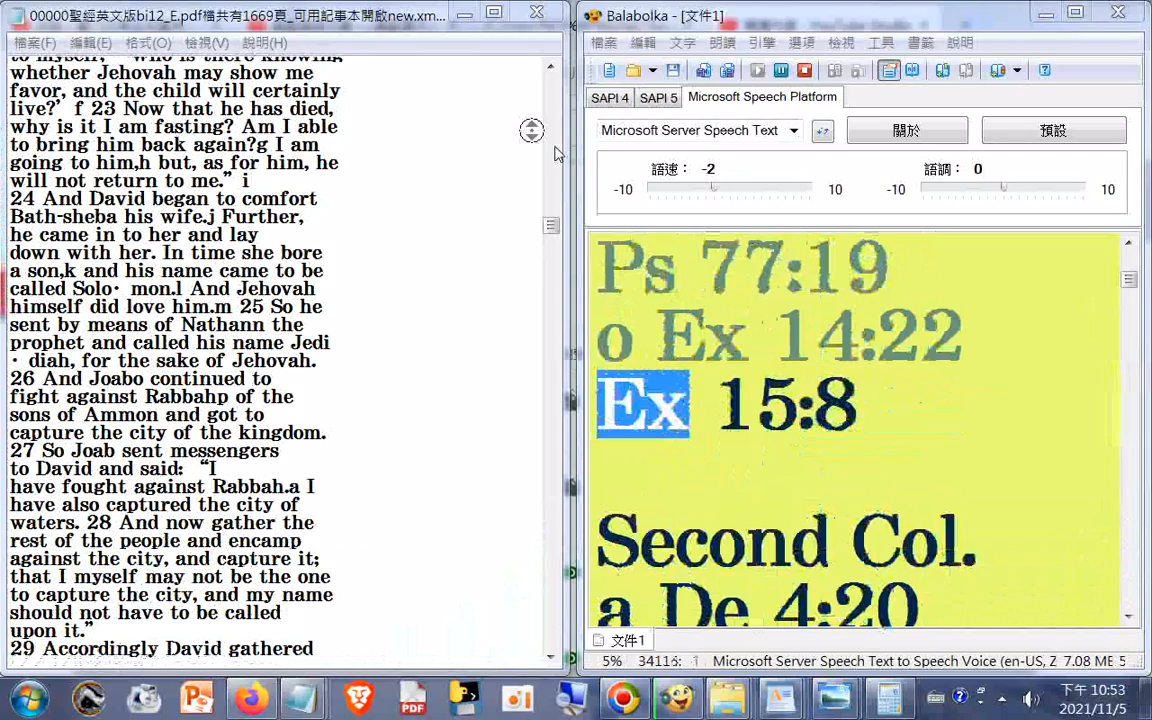 00000聖經英文版bi12_E.pdf檔共有1669頁_可用記事本開啟new.xm...
檔案(F) 編輯(E) 格式(O) 檢視(V) 說明(H)
to myself, 'Who is there knowing
whether Jehovah may show me
favor, and the child will certainly
live?’ f 23 Now that he has died,
why is it I am fasting? Am I able
to bring him back again?g I am
going to him,h but, as for him, he
will not return to me.” i
24 And David began to comfort
Bath-sheba his wife.j Further,
he came in to her and lay
down with her. In time she bore
a son,k and his name came to be
called Solo· mon.l And Jehovah
himself did love him.m 25 So he
sent by means of Nathann the
prophet and called his name Jedi
· diah, for the sake of Jehovah.
26 And Joabo continued to
fight against Rabbahp of the
sons of Ammon and got to
capture the city of the kingdom.
27 So Joab sent messengers
to David and said: “I
have fought against Rabbah.a I
have also captured the city of
waters. 28 And now gather the
rest of the people and encamp
against the city, and capture it;
that I myself may not be the one
to capture the city, and my name
should not have to be called
upon it.”
29 Accordingly David gathered
Balabolka - [文件1]
檔案 編輯 文字 朗讀 引擎 選項 檢視 工具 書籤 說明
SAPI 4 SAPI 5 Microsoft Speech Platform
Microsoft Server Speech Text 關於 預設
語速: -2 語調: 0
-10 10 -10 10
Ps 77:19
o Ex 14:22
Ex 15:8
Second Col.
a De 4:20
文件1
5% Microsoft Server Speech Text to Speech Voice (en-US, Z 7.08 MB
下午 10:53
2021/11/5